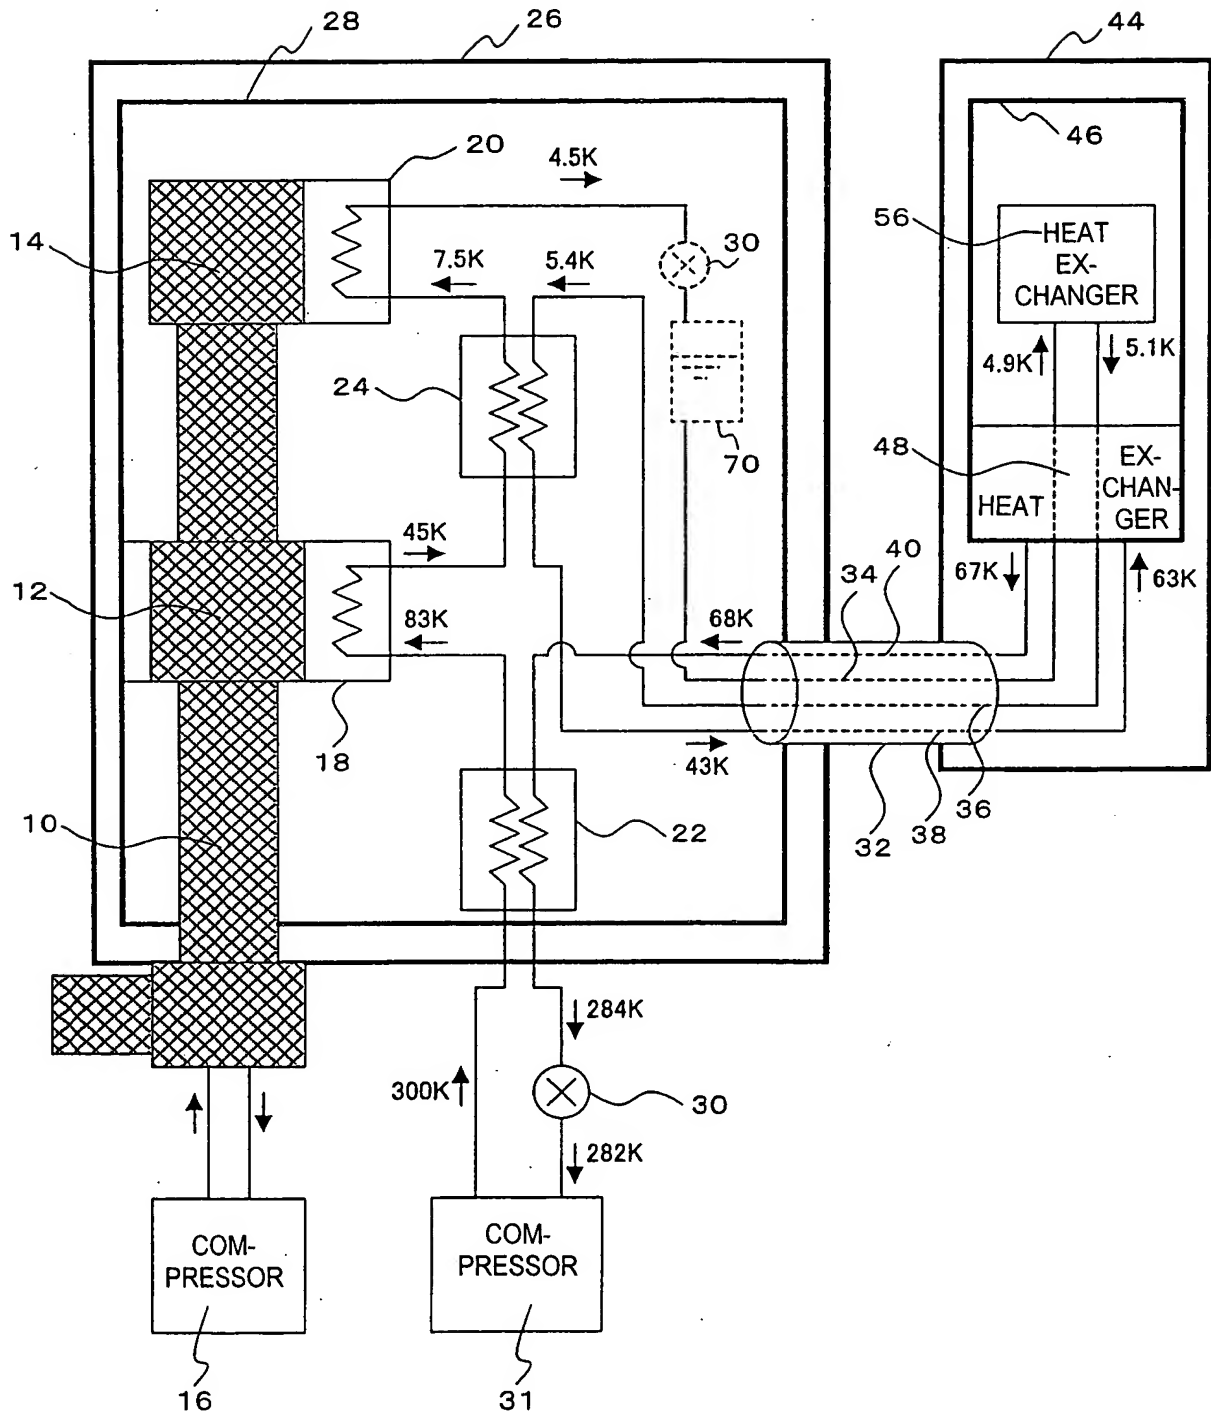 28
26
44
20
4.5K
46
14
30
56
HEAT
EX-
CHANGER
7.5K
5.4K
4.9K
5.1K
24
70
48
EX-
CHAN-
GER
HEAT
45K
12
40
34
67K
63K
83K
68K
18
43K
10
22
32
38
36
284K
300K
30
282K
COM-
PRESSOR
COM-
PRESSOR
16
31